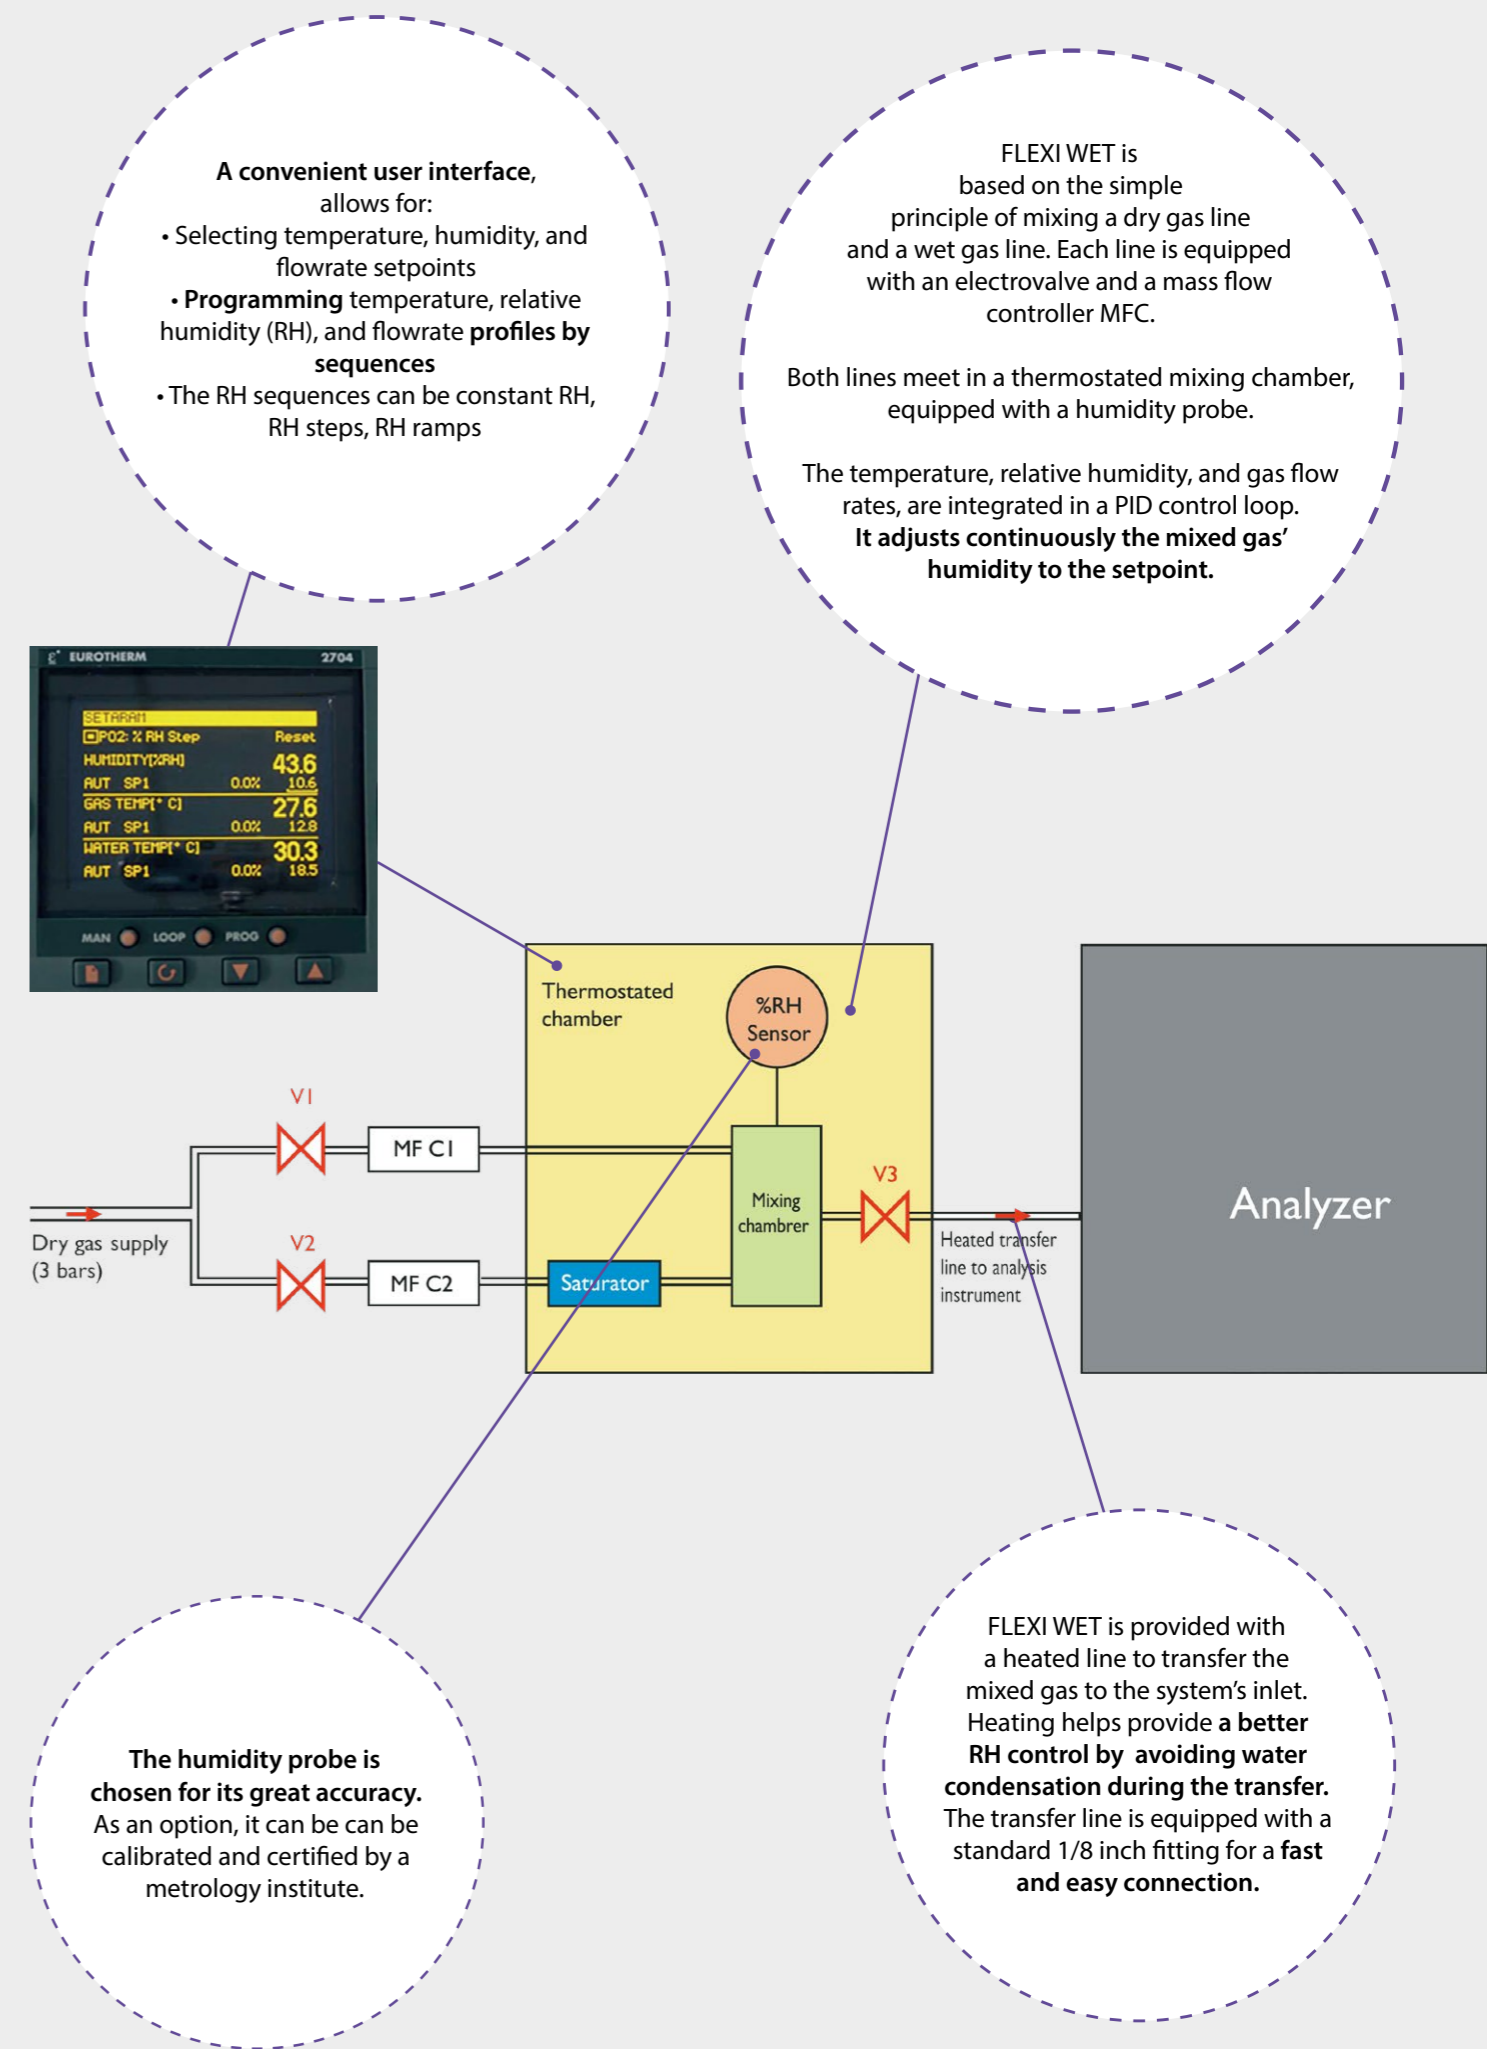 A convenient user interface,
allows for:
• Selecting temperature, humidity, and
flowrate setpoints
• Programming temperature, relative
humidity (RH), and flowrate profiles by
sequences
• The RH sequences can be constant RH,
RH steps, RH ramps
FLEXI WET is
based on the simple
principle of mixing a dry gas line
and a wet gas line. Each line is equipped
with an electrovalve and a mass flow
controller MFC.
Both lines meet in a thermostated mixing chamber,
equipped with a humidity probe.
The temperature, relative humidity, and gas flow
rates, are integrated in a PID control loop.
It adjusts continuously the mixed gas’
humidity to the setpoint.
EUROTHERM 2704
SETARAM
P02: % RH Step Reset
HUMIDITY[%RH] 43.6
AUT SP1 0.0% 10.6
GAS TEMP[° C] 27.6
AUT SP1 0.0% 12.8
WATER TEMP[° C] 30.3
AUT SP1 0.0% 18.5
MAN LOOP PROG
Thermostated
chamber
%RH
Sensor
V1
MF C1
Dry gas supply
(3 bars)
V2
MF C2
Saturator
Mixing
chambrer
V3
Heated transfer
line to analysis
instrument
Analyzer
The humidity probe is
chosen for its great accuracy.
As an option, it can be can be
calibrated and certified by a
metrology institute.
FLEXI WET is provided with
a heated line to transfer the
mixed gas to the system’s inlet.
Heating helps provide a better
RH control by avoiding water
condensation during the transfer.
The transfer line is equipped with a
standard 1/8 inch fitting for a fast
and easy connection.